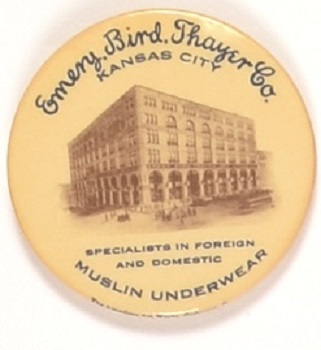 Emery, Bird, Thayer Co.
KANSAS CITY
SPECIALISTS IN FOREIGN
AND DOMESTIC
MUSLIN UNDERWEAR